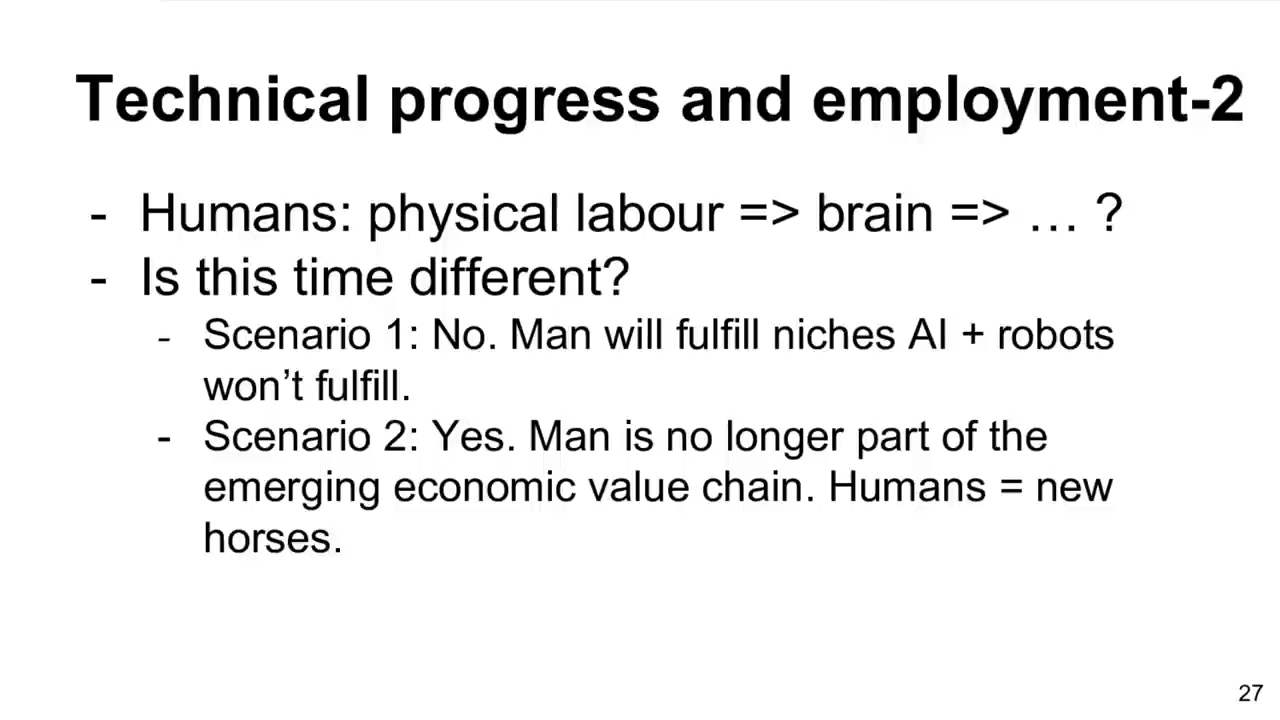 Technical progress and employment-2
- Humans: physical labour => brain => … ?
- Is this time different?
- Scenario 1: No. Man will fulfill niches AI + robots
won’t fulfill.
- Scenario 2: Yes. Man is no longer part of the
emerging economic value chain. Humans = new
horses.
27